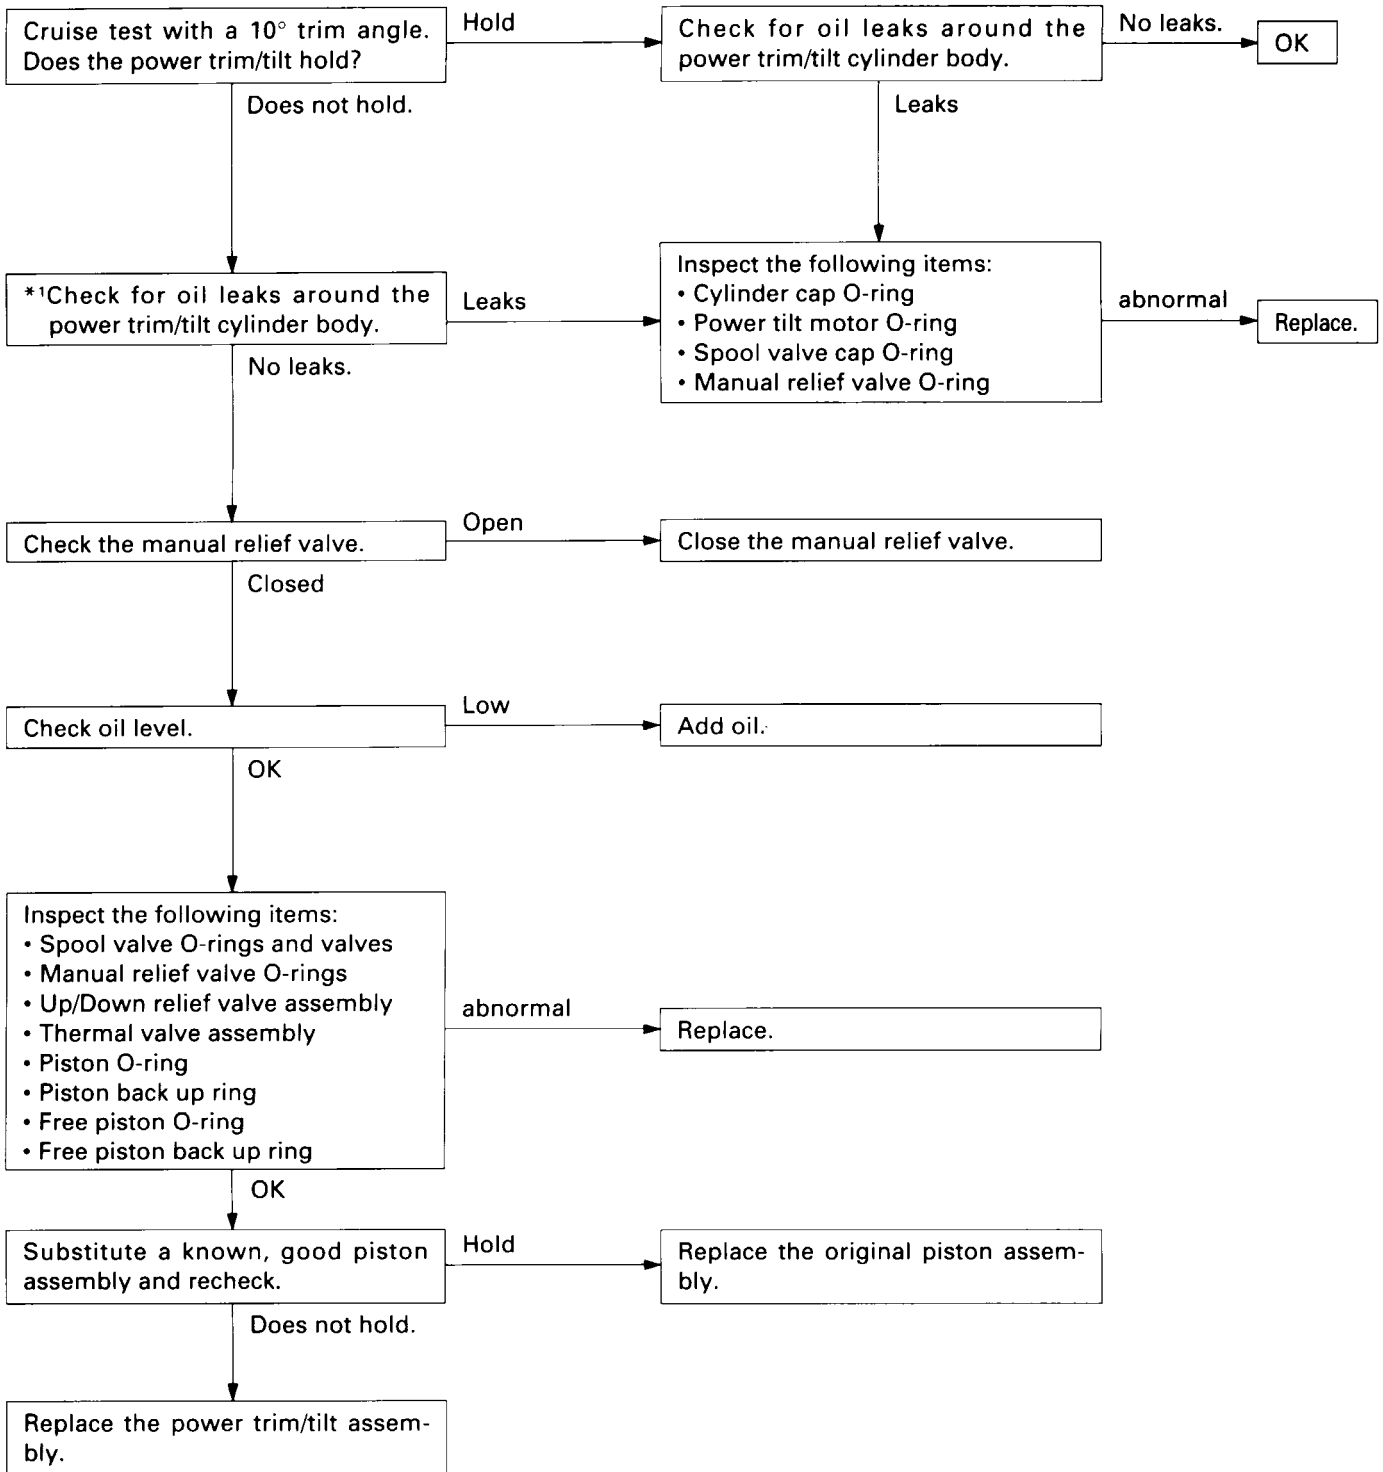 Cruise test with a 10° trim angle.
Does the power trim/tilt hold?
Hold
Check for oil leaks around the
power trim/tilt cylinder body.
No leaks.
OK
Does not hold.
Leaks
*¹Check for oil leaks around the
power trim/tilt cylinder body.
Leaks
Inspect the following items:
• Cylinder cap O-ring
• Power tilt motor O-ring
• Spool valve cap O-ring
• Manual relief valve O-ring
abnormal
Replace.
No leaks.
Check the manual relief valve.
Open
Close the manual relief valve.
Closed
Check oil level.
Low
Add oil.
OK
Inspect the following items:
• Spool valve O-rings and valves
• Manual relief valve O-rings
• Up/Down relief valve assembly
• Thermal valve assembly
• Piston O-ring
• Piston back up ring
• Free piston O-ring
• Free piston back up ring
abnormal
Replace.
OK
Substitute a known, good piston
assembly and recheck.
Hold
Replace the original piston assem-
bly.
Does not hold.
Replace the power trim/tilt assem-
bly.